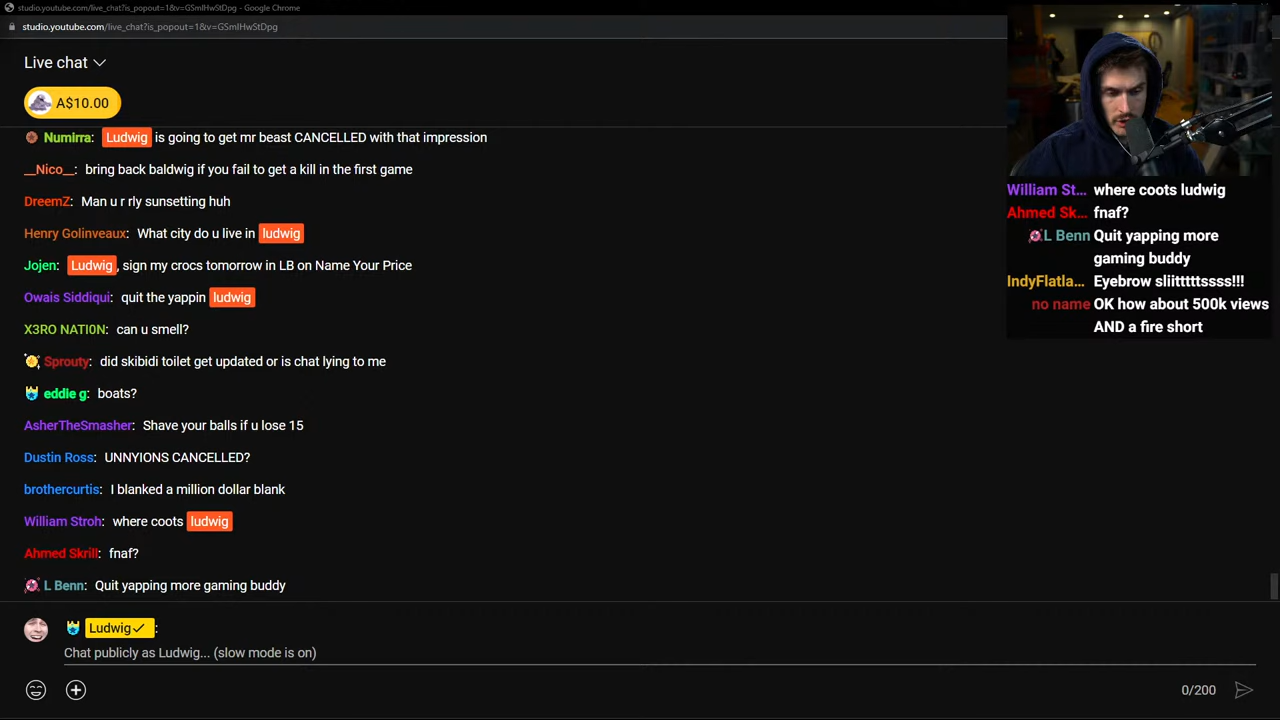 studio.youtube.com/live_chat?is_popout=1&v=GSmIHwStDpg - Google Chrome
studio.youtube.com/live_chat?is_popout=1&v=GSmIHwStDpg
Live chat
A$10.00
Numirra: Ludwig is going to get mr beast CANCELLED with that impression
__Nico__: bring back baldwig if you fail to get a kill in the first game
DreemZ: Man u r rly sunsetting huh
Henry Golinveaux: What city do u live in ludwig
Jojen: Ludwig, sign my crocs tomorrow in LB on Name Your Price
Owais Siddiqui: quit the yappin ludwig
X3RO NATI0N: can u smell?
Sprouty: did skibidi toilet get updated or is chat lying to me
eddie g: boats?
AsherTheSmasher: Shave your balls if u lose 15
Dustin Ross: UNNYIONS CANCELLED?
brothercurtis: I blanked a million dollar blank
William Stroh: where coots ludwig
Ahmed Skrill: fnaf?
L Benn: Quit yapping more gaming buddy
Ludwig:
Chat publicly as Ludwig... (slow mode is on)
0/200
William St... where coots ludwig
Ahmed Sk... fnaf?
L Benn Quit yapping more
gaming buddy
IndyFlatla... Eyebrow sliitttttssss!!!
no name OK how about 500k views
AND a fire short